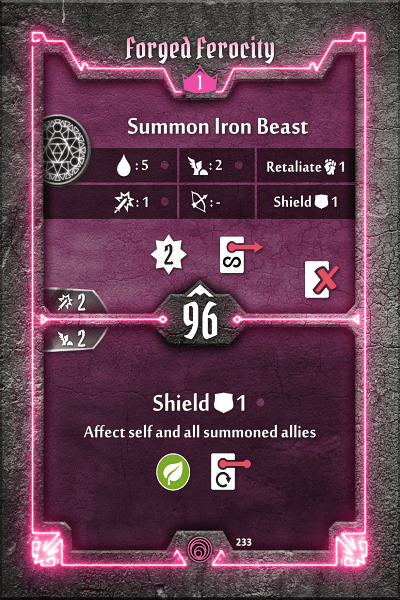 Forged Ferocity
1
Summon Iron Beast
: 5
: 2
Retaliate 1
: 1
: -
Shield 1
2
2
96
2
Shield 1
Affect self and all summoned allies
233